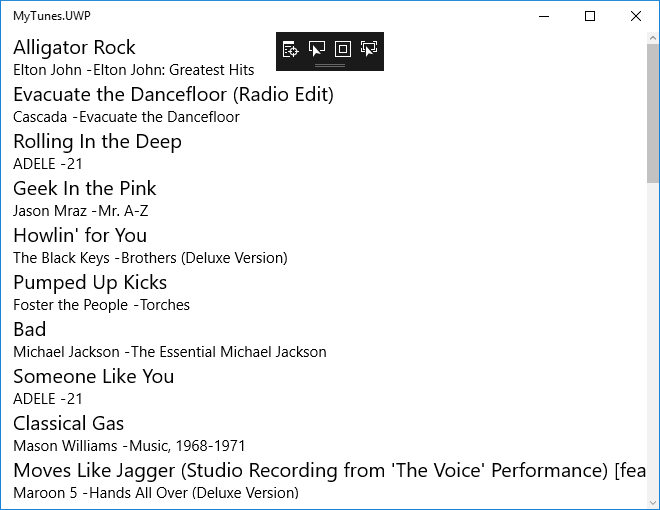 MyTunes.UWP
Alligator Rock
Elton John -Elton John: Greatest Hits
Evacuate the Dancefloor (Radio Edit)
Cascada -Evacuate the Dancefloor
Rolling In the Deep
ADELE -21
Geek In the Pink
Jason Mraz -Mr. A-Z
Howlin' for You
The Black Keys -Brothers (Deluxe Version)
Pumped Up Kicks
Foster the People -Torches
Bad
Michael Jackson -The Essential Michael Jackson
Someone Like You
ADELE -21
Classical Gas
Mason Williams -Music, 1968-1971
Moves Like Jagger (Studio Recording from 'The Voice' Performance) [fea
Maroon 5 -Hands All Over (Deluxe Version)